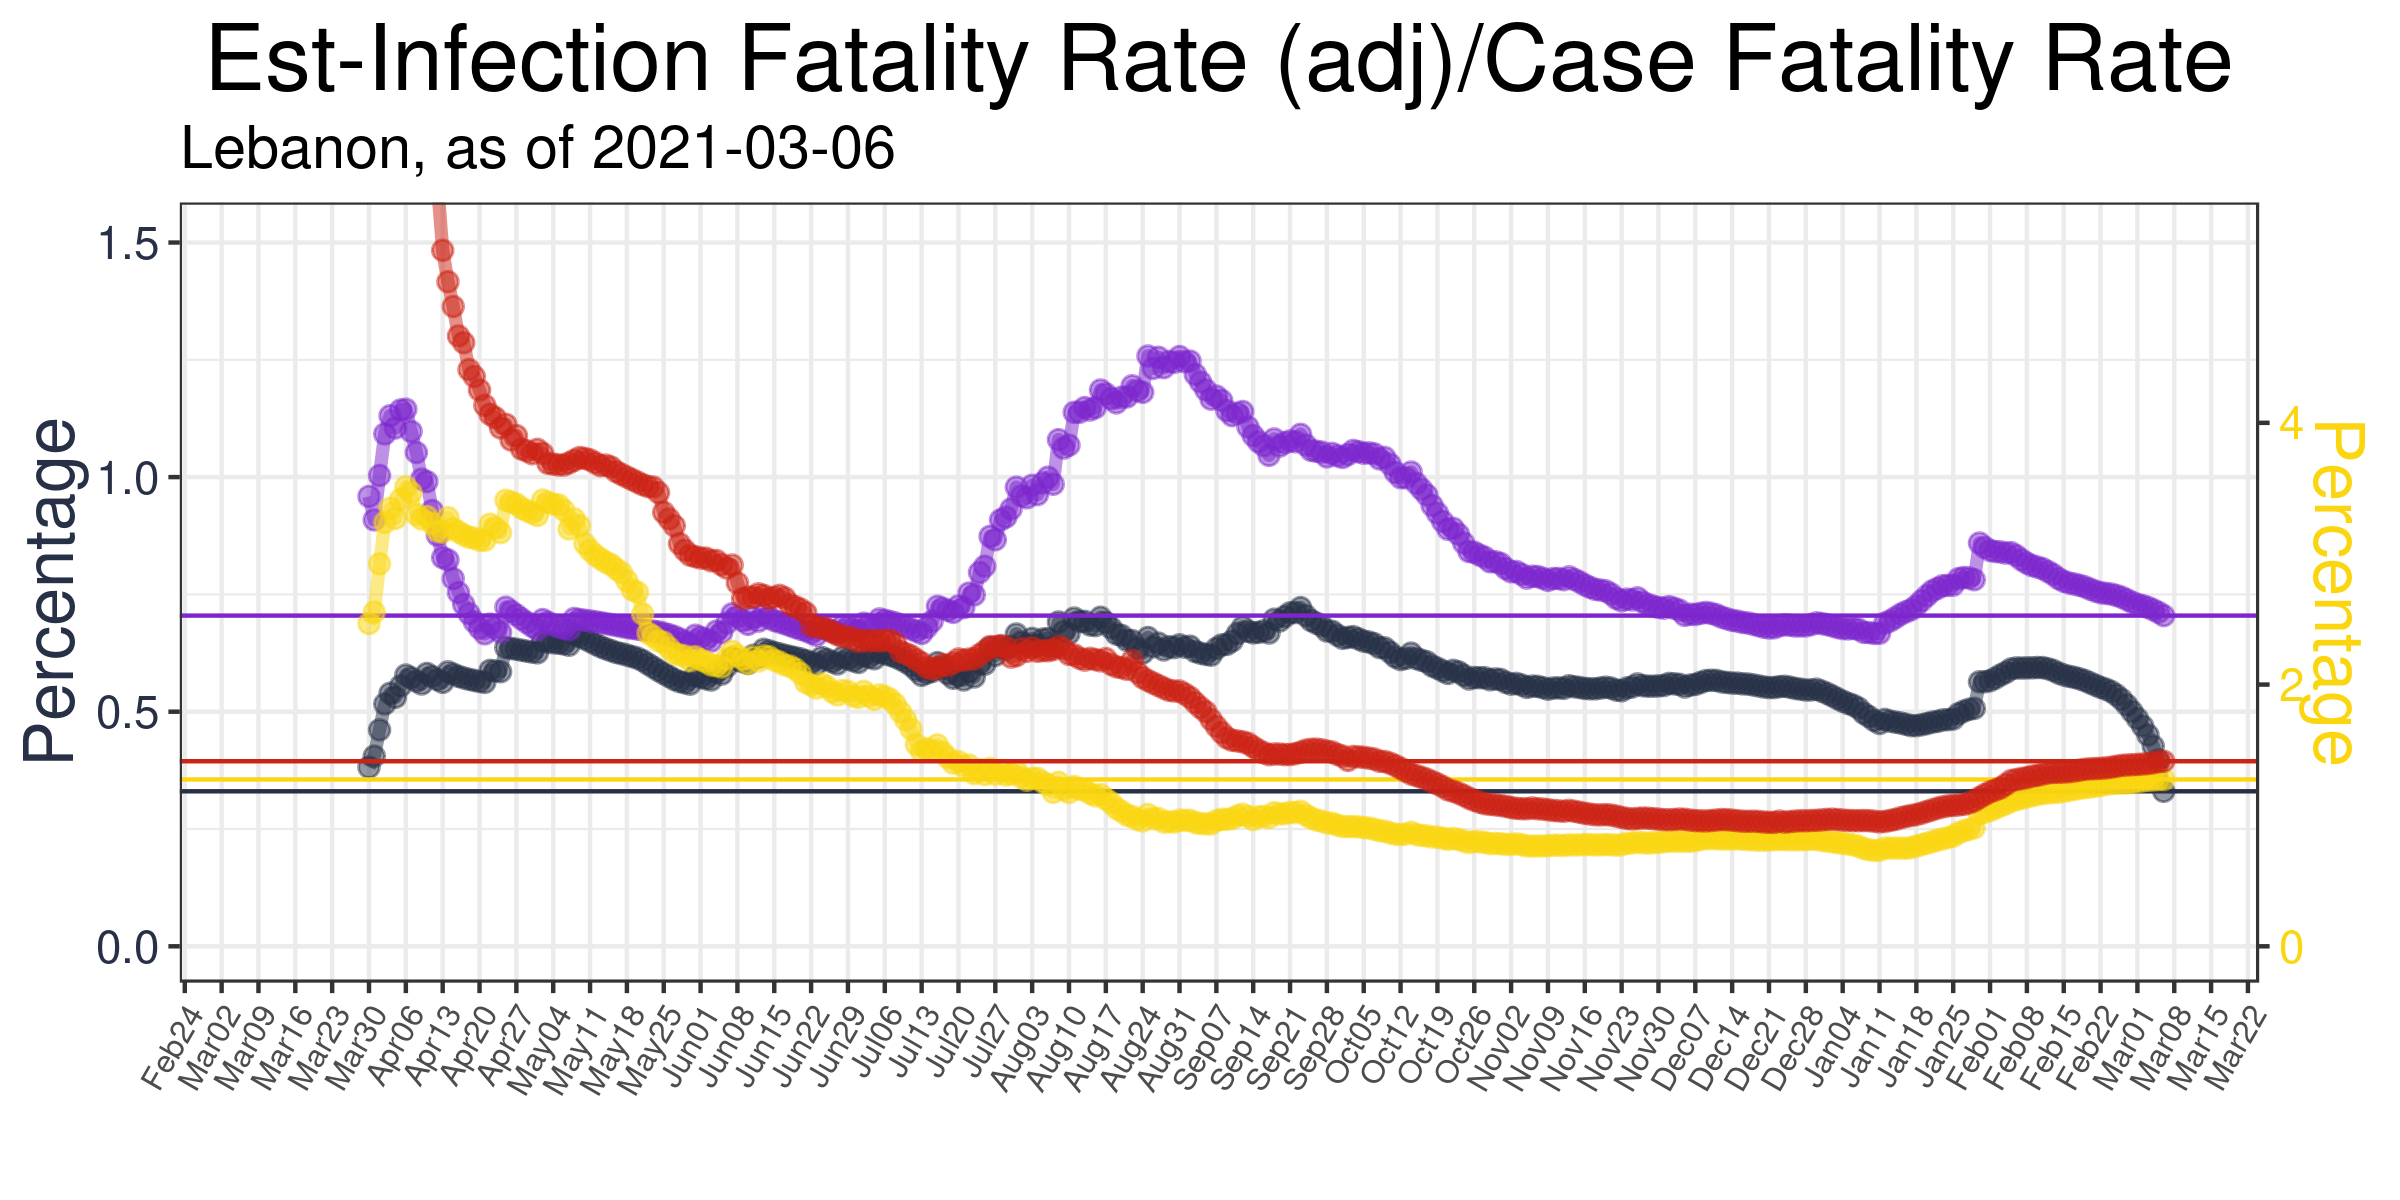 Est-Infection Fatality Rate (adj)/Case Fatality Rate
Lebanon, as of 2021-03-06
Percentage
1.5
1.0
0.5
0.0
4
2
0
Percentage
Feb24
Mar02
Mar09
Mar16
Mar23
Mar30
Apr06
Apr13
Apr20
Apr27
May04
May11
May18
May25
Jun01
Jun08
Jun15
Jun22
Jun29
Jul06
Jul13
Jul20
Jul27
Aug03
Aug10
Aug17
Aug24
Aug31
Sep07
Sep14
Sep21
Sep28
Oct05
Oct12
Oct19
Oct26
Nov02
Nov09
Nov16
Nov23
Nov30
Dec07
Dec14
Dec21
Dec28
Jan04
Jan11
Jan18
Jan25
Feb01
Feb08
Feb15
Feb22
Mar01
Mar08
Mar15
Mar22